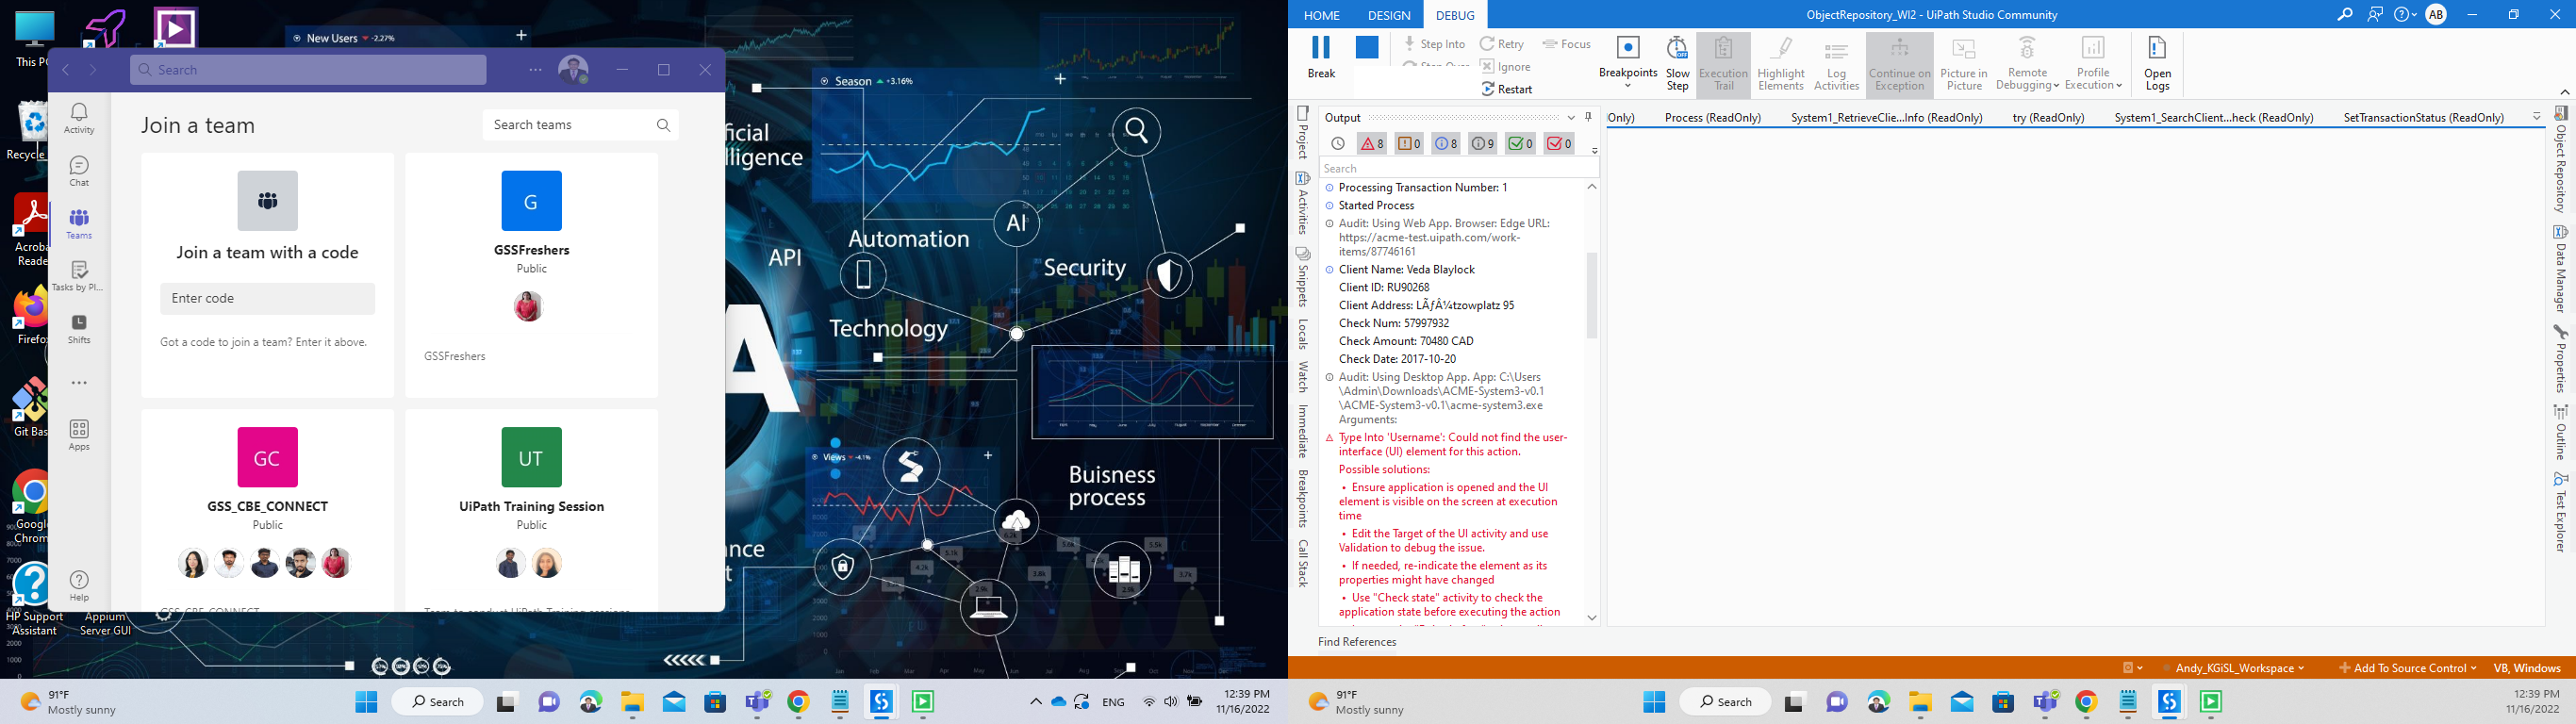 This PC
Recycle
Acroba
Reade
Firefox
Git Bas
Google
Chrom
HP Support
Assistant
Appium
Server GUI
New Users -2.27%
Search
Activity
Chat
Teams
Tasks by Pl...
Shifts
Apps
Help
Join a team
Search teams
Join a team with a code
Enter code
Got a code to join a team? Enter it above.
G
GSSFreshers
Public
GSSFreshers
GC
GSS_CBE_CONNECT
Public
GSS_CBE_CONNECT
UT
UiPath Training Session
Public
Team to conduct UiPath Training sessions
Season +3.16%
ficial
lligence
API
Automation
AI
Security
Technology
A
Views -4.1%
Buisness
process
nce
t
91°F
Mostly sunny
Search
ENG
12:39 PM
11/16/2022
HOME DESIGN DEBUG
ObjectRepository_WI2 - UiPath Studio Community
AB
Break
Step Into
Step Over
Retry
Ignore
Restart
Focus
Breakpoints
Slow
Step
Execution
Trail
Highlight
Elements
Log
Activities
Continue on
Exception
Picture in
Picture
Remote
Debugging
Profile
Execution
Open
Logs
Project
Activities
Snippets
Locals
Watch
Immediate
Breakpoints
Call Stack
Output
8 0 8 9 0 0
Search
Processing Transaction Number: 1
Started Process
Audit: Using Web App. Browser: Edge URL:
https://acme-test.uipath.com/work-
items/87746161
Client Name: Veda Blaylock
Client ID: RU90268
Client Address: LÃƒÂ¼tzowplatz 95
Check Num: 57997932
Check Amount: 70480 CAD
Check Date: 2017-10-20
Audit: Using Desktop App. App: C:\Users
\Admin\Downloads\ACME-System3-v0.1
\ACME-System3-v0.1\acme-system3.exe
Arguments:
Type Into 'Username': Could not find the user-
interface (UI) element for this action.
Possible solutions:
• Ensure application is opened and the UI
element is visible on the screen at execution
time
• Edit the Target of the UI activity and use
Validation to debug the issue.
• If needed, re-indicate the element as its
properties might have changed
• Use "Check state" activity to check the
application state before executing the action
Find References
IOnly) Process (ReadOnly) System1_RetrieveClie...Info (ReadOnly) try (ReadOnly) System1_SearchClient...heck (ReadOnly) SetTransactionStatus (ReadOnly)
Object Repository
Data Manager
Properties
Outline
Test Explorer
Andy_KGiSL_Workspace
Add To Source Control
VB, Windows
91°F
Mostly sunny
Search
12:39 PM
11/16/2022